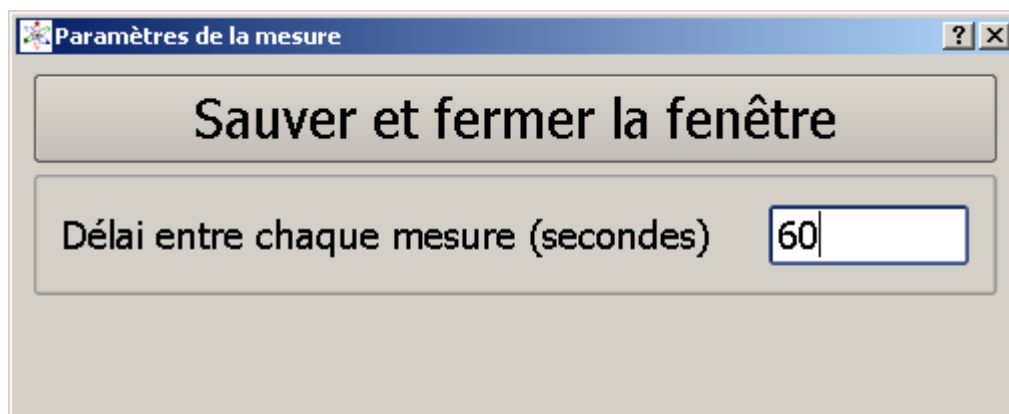 Paramètres de la mesure
Sauver et fermer la fenêtre
Délai entre chaque mesure (secondes) 60